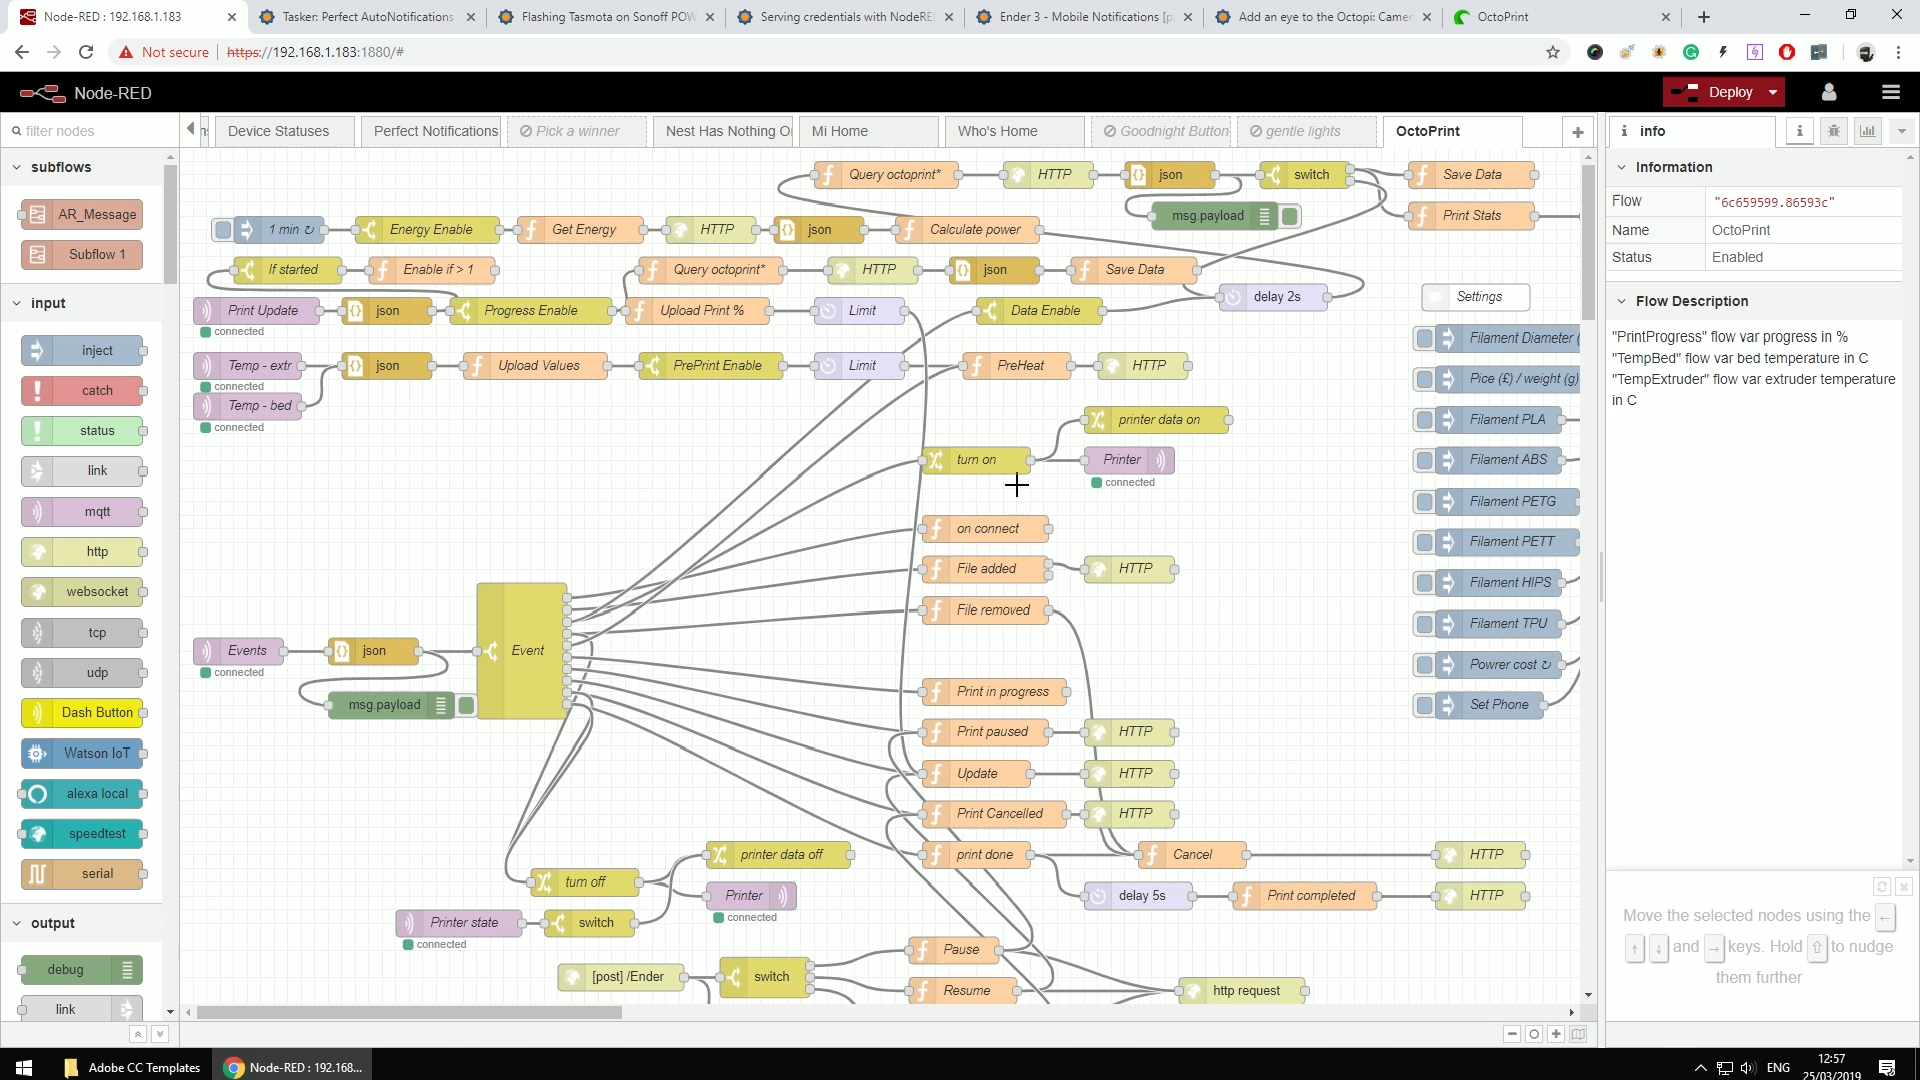 Node-RED : 192.168.1.183
Tasker: Perfect AutoNotifications
Flashing Tasmota on Sonoff POW
Serving credentials with NodeRE
Ender 3 - Mobile Notifications [p
Add an eye to the Octopi: Camer
OctoPrint
Not secure
https://192.168.1.183:1880/#
Node-RED
Deploy
filter nodes
Device Statuses
Perfect Notifications
Pick a winner
Nest Has Nothing O
Mi Home
Who's Home
Goodnight Button
gentle lights
OctoPrint
info
subflows
AR_Message
Subflow 1
input
inject
catch
status
link
mqtt
http
websocket
tcp
udp
Dash Button
Watson IoT
alexa local
speedtest
serial
output
debug
link
Query octoprint*
HTTP
json
switch
Save Data
msg.payload
Print Stats
1 min ↻
Energy Enable
Get Energy
HTTP
json
Calculate power
If started
Enable if > 1
Query octoprint*
HTTP
json
Save Data
delay 2s
Settings
Print Update
connected
json
Progress Enable
Upload Print %
Limit
Data Enable
Temp - extr
connected
json
Upload Values
PrePrint Enable
Limit
PreHeat
HTTP
Temp - bed
connected
printer data on
turn on
Printer
connected
on connect
File added
HTTP
File removed
Events
connected
json
msg.payload
Event
Print in progress
Print paused
HTTP
Update
HTTP
Print Cancelled
HTTP
print done
Cancel
HTTP
delay 5s
Print completed
HTTP
printer data off
turn off
Printer
connected
Printer state
connected
switch
[post] /Ender
switch
Pause
Resume
http request
Filament Diameter (
Pice (£) / weight (g)
Filament PLA
Filament ABS
Filament PETG
Filament PETT
Filament HIPS
Filament TPU
Powrer cost ↻
Set Phone
Information
Flow "6c659599.86593c"
Name OctoPrint
Status Enabled
Flow Description
"PrintProgress" flow var progress in %
"TempBed" flow var bed temperature in C
"TempExtruder" flow var extruder temperature
in C
Move the selected nodes using the ←
↑ ↓ and → keys. Hold ⇧ to nudge
them further
Adobe CC Templates
Node-RED : 192.168...
ENG
12:57
25/03/2019